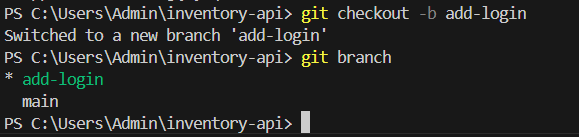 PS C:\Users\Admin\inventory-api> git checkout -b add-login
Switched to a new branch 'add-login'
PS C:\Users\Admin\inventory-api> git branch
* add-login
  main
PS C:\Users\Admin\inventory-api>